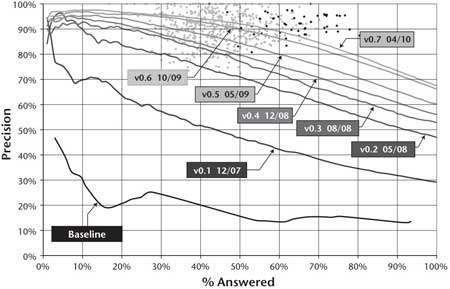 100%
90%
80%
70%
60%
50%
40%
30%
20%
10%
0%
Precision
v0.7 04/10
v0.6 10/09
v0.5 05/09
v0.4 12/08
v0.3 08/08
v0.2 05/08
v0.1 12/07
Baseline
0% 10% 20% 30% 40% 50% 60% 70% 80% 90% 100%
% Answered